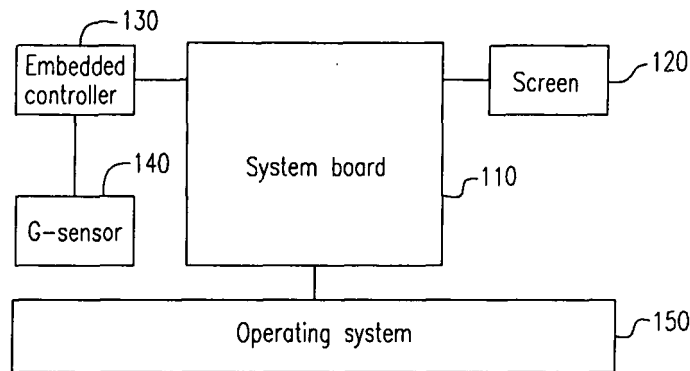 130
Embedded
controller
140
G-sensor
System board
110
Screen
120
Operating system
150